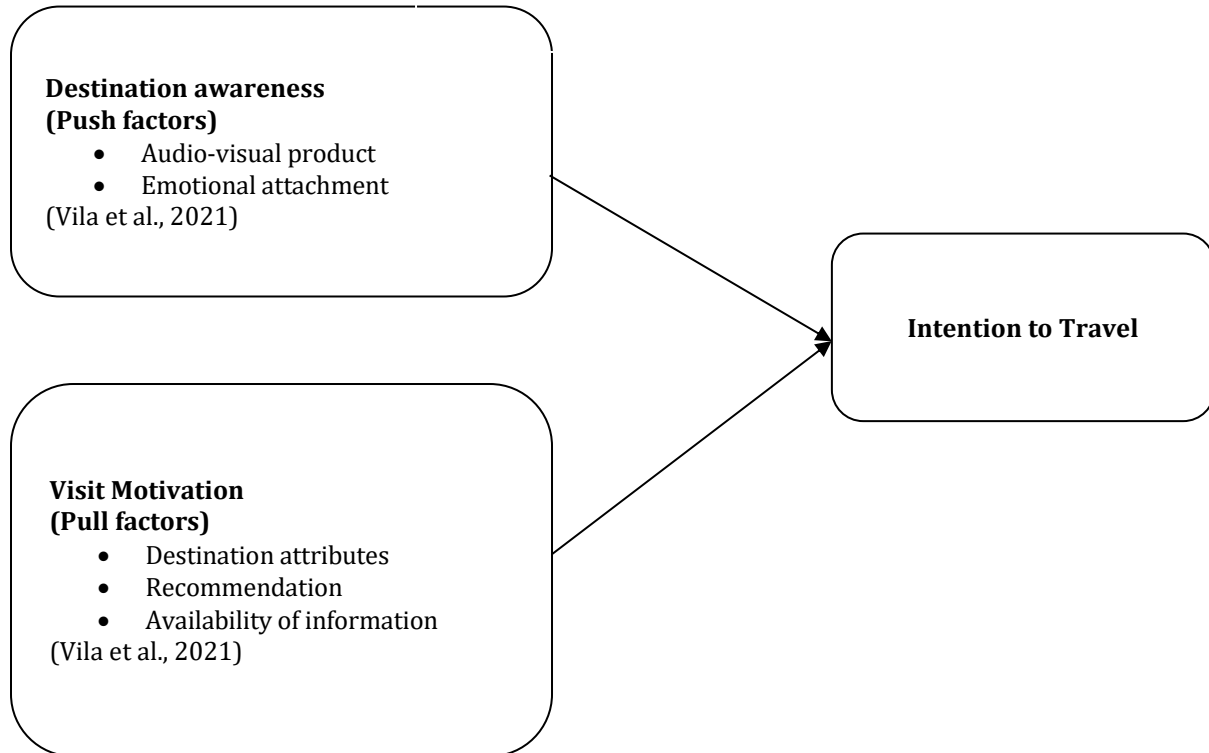 Destination awareness
(Push factors)
• Audio-visual product
• Emotional attachment
(Vila et al., 2021)
Intention to Travel
Visit Motivation
(Pull factors)
• Destination attributes
• Recommendation
• Availability of information
(Vila et al., 2021)